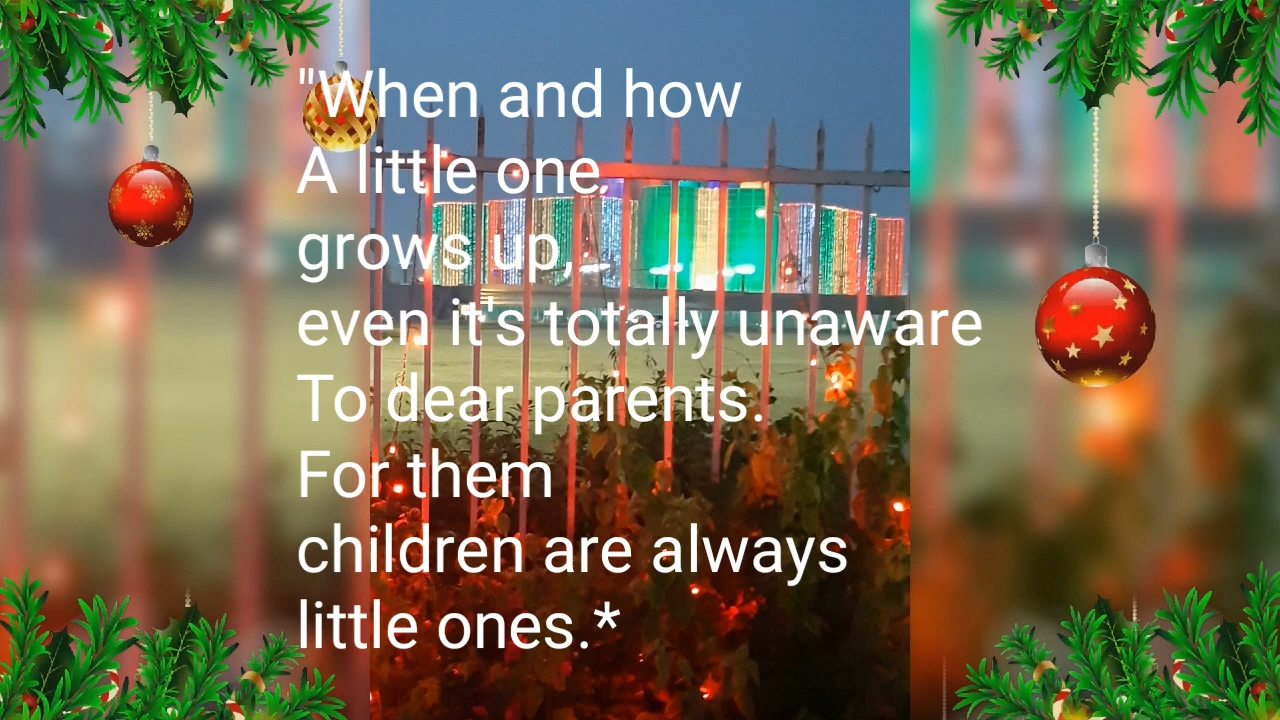 "When and how
A little one,
grows up,
even it's totally unaware
To dear parents.
For them
children are always
little ones.*